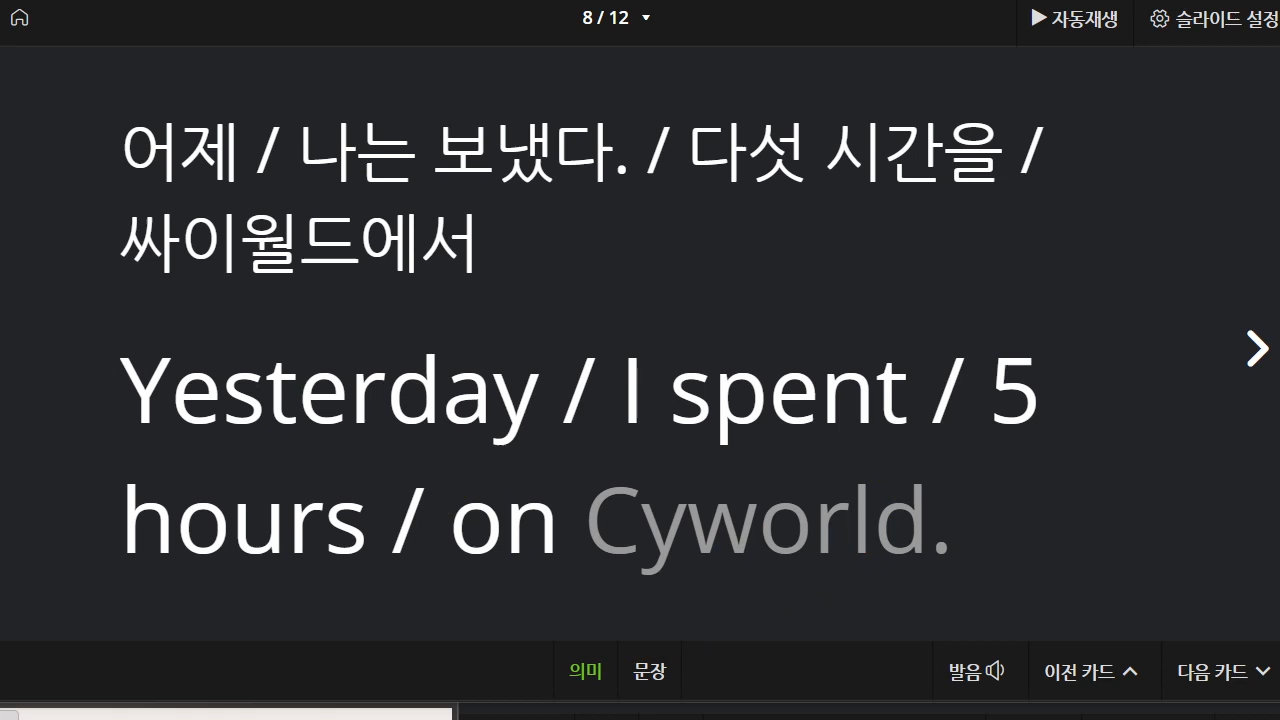 8 / 12
자동재생
슬라이드 설정
어제 / 나는 보냈다. / 다섯 시간을 /
싸이월드에서
Yesterday / I spent / 5
hours / on Cyworld.
의미
문장
발음
이전 카드
다음 카드